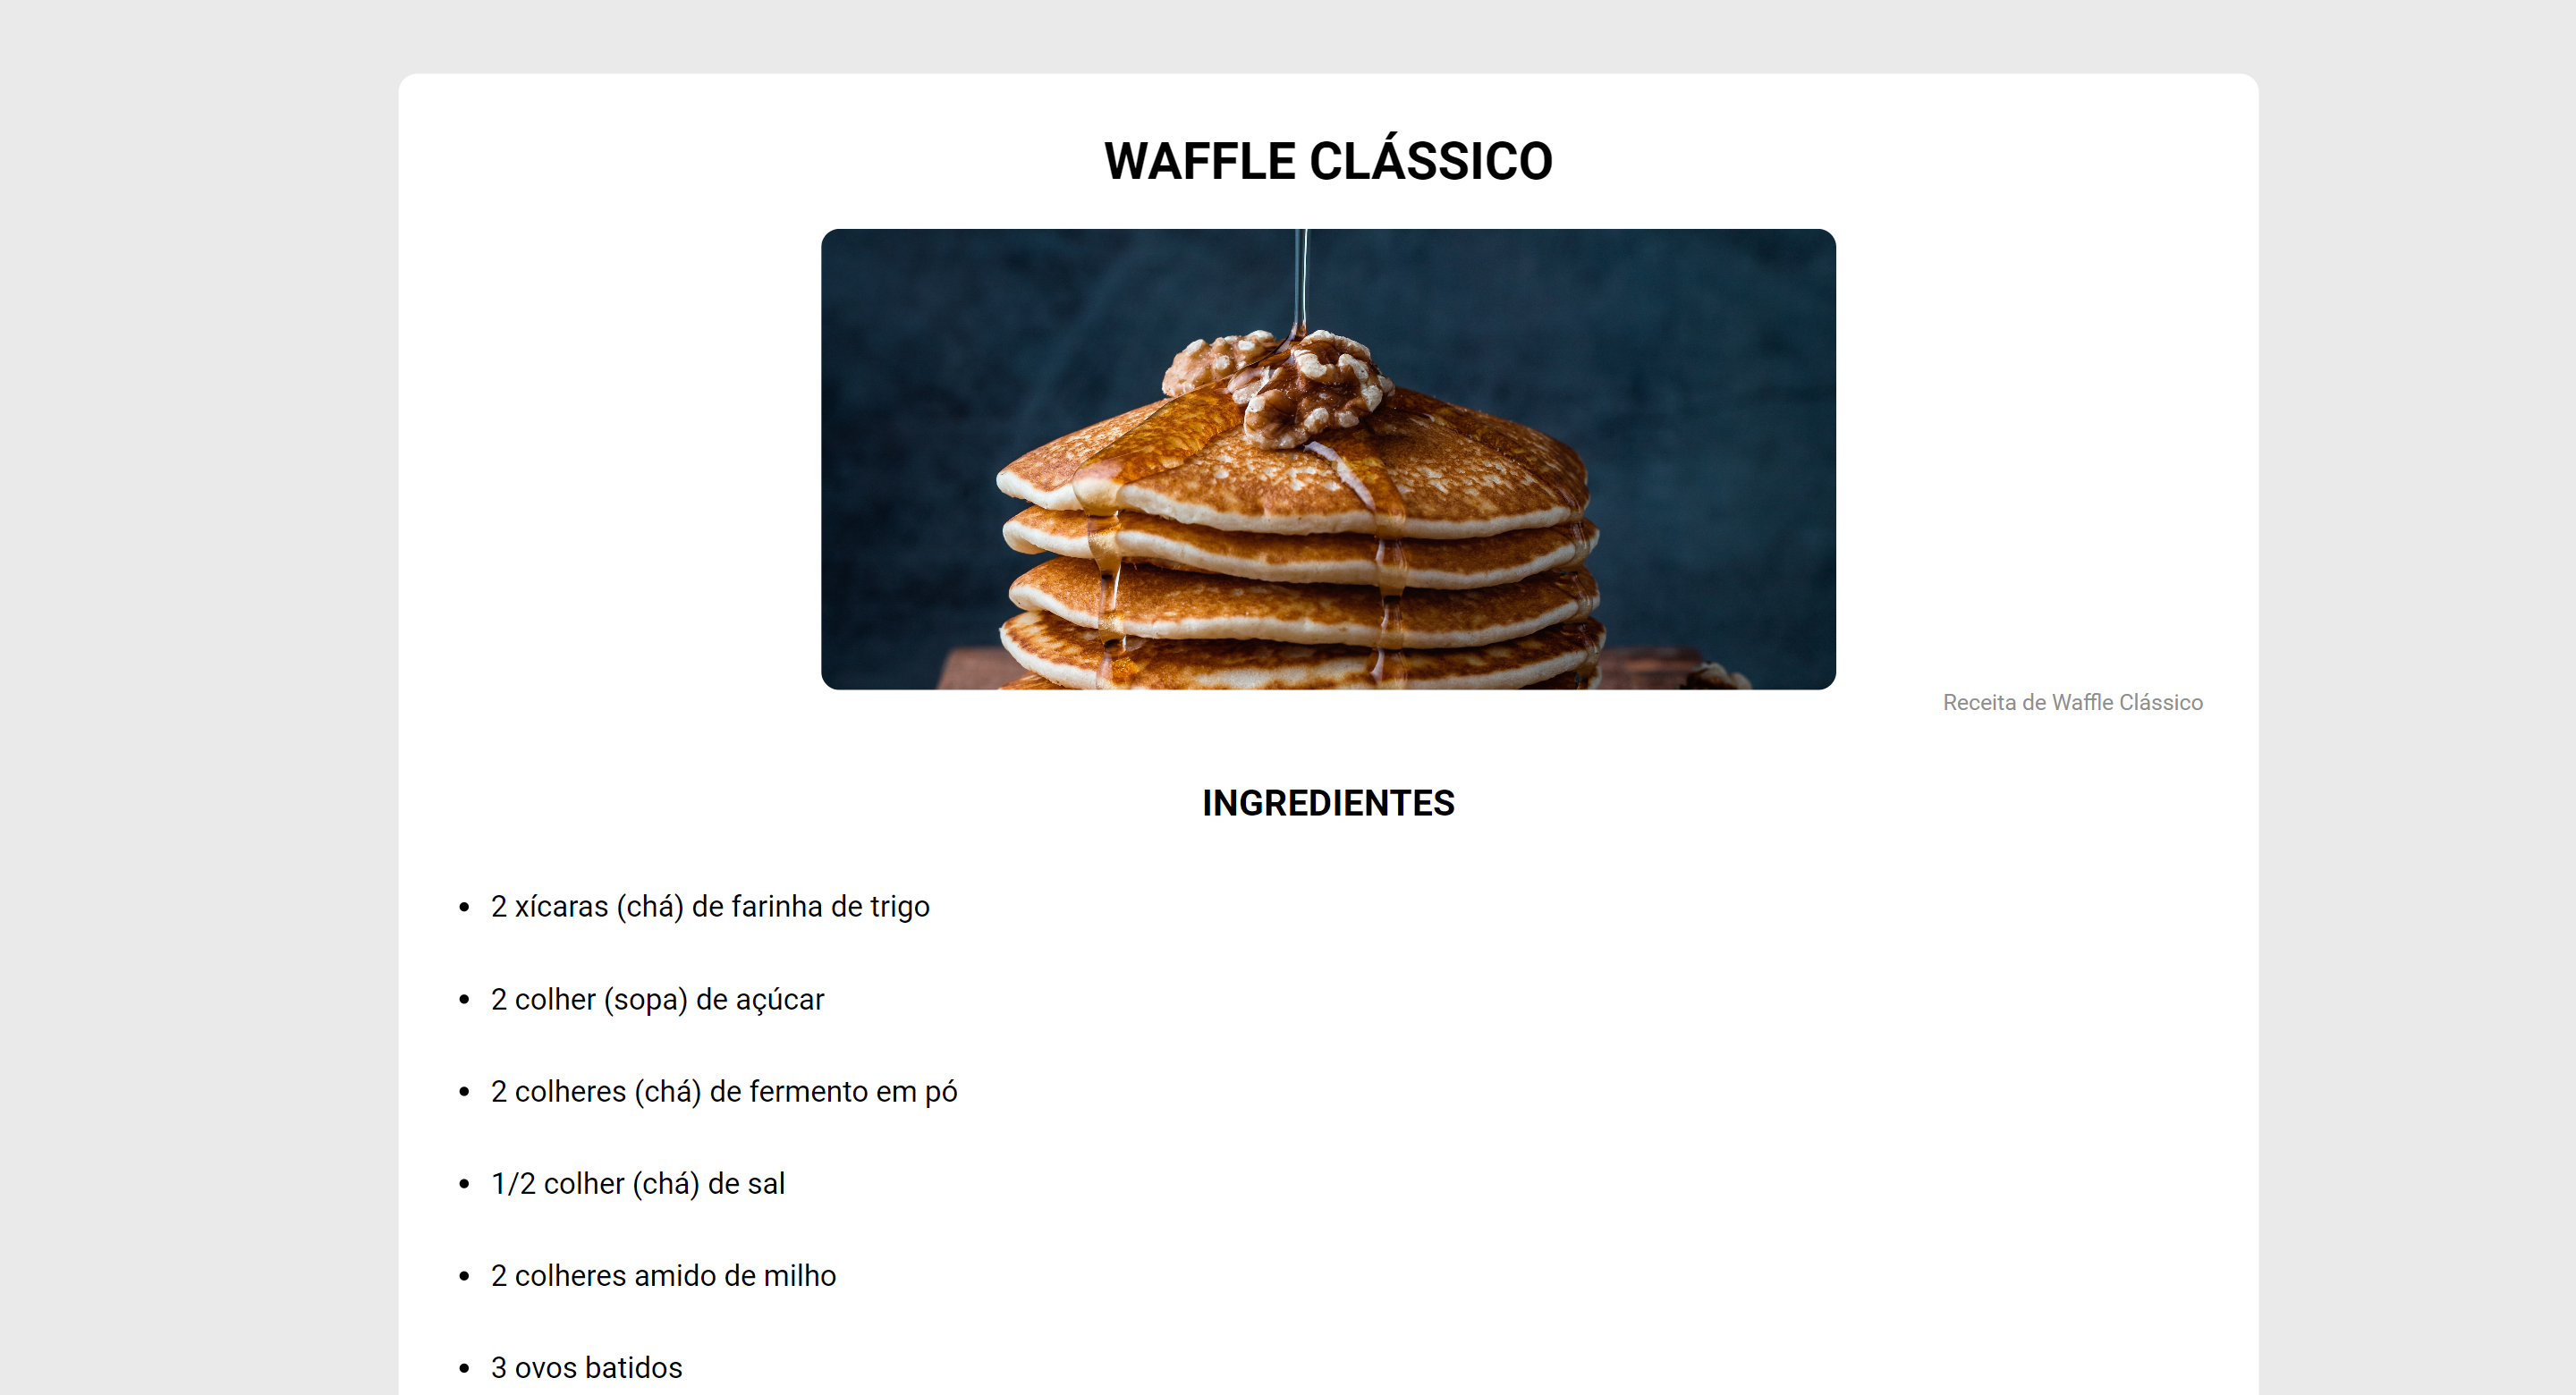 WAFFLE CLÁSSICO
Receita de Waffle Clássico
INGREDIENTES
2 xícaras (chá) de farinha de trigo
2 colher (sopa) de açúcar
2 colheres (chá) de fermento em pó
1/2 colher (chá) de sal
2 colheres amido de milho
3 ovos batidos